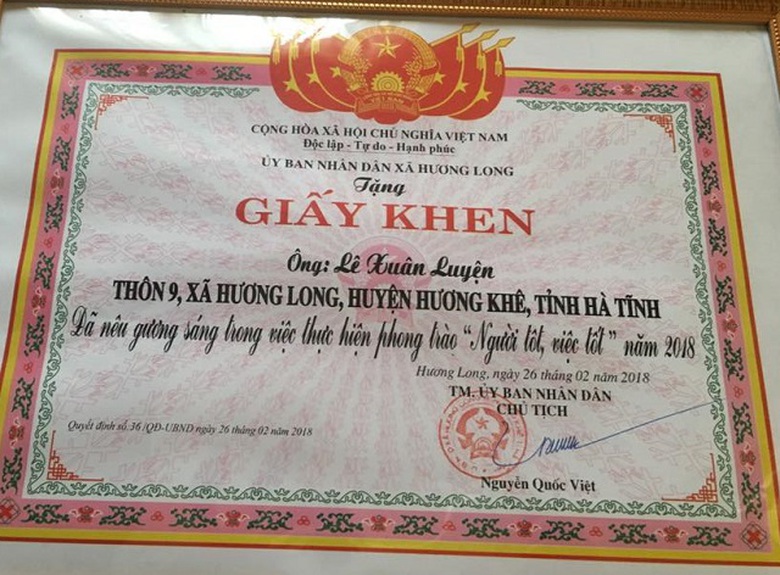 CỘNG HÒA XÃ HỘI CHỦ NGHĨA VIỆT NAM
Độc lập - Tự do - Hạnh phúc
ỦY BAN NHÂN DÂN XÃ HƯƠNG LONG
Tặng
GIẤY KHEN
Ông: Lê Xuân Luyện
THÔN 9, XÃ HƯƠNG LONG, HUYỆN HƯƠNG KHÊ, TỈNH HÀ TĨNH
Đã nêu gương sáng trong việc thực hiện phong trào "Người tốt, việc tốt" năm 2018
Hương Long, ngày 26 tháng 02 năm 2018
TM. ỦY BAN NHÂN DÂN
CHỦ TỊCH
Quyết định số: 36 /QĐ-UBND ngày 26 tháng 02 năm 2018
Nguyễn Quốc Việt